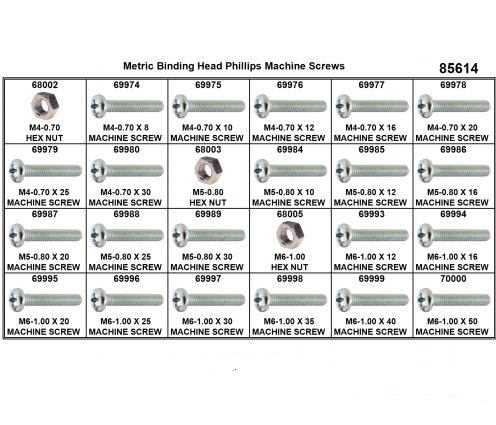 Metric Binding Head Phillips Machine Screws
85614
68002 69974 69975 69976 69977 69978
M4-0.70 M4-0.70 X 8 M4-0.70 X 10 M4-0.70 X 12 M4-0.70 X 16 M4-0.70 X 20
HEX NUT MACHINE SCREW MACHINE SCREW MACHINE SCREW MACHINE SCREW MACHINE SCREW
69979 69980 68003 69984 69985 69986
M4-0.70 X 25 M4-0.70 X 30 M5-0.80 M5-0.80 X 10 M5-0.80 X 12 M5-0.80 X 16
MACHINE SCREW MACHINE SCREW HEX NUT MACHINE SCREW MACHINE SCREW MACHINE SCREW
69987 69988 69989 68005 69993 69994
M5-0.80 X 20 M5-0.80 X 25 M5-0.80 X 30 M6-1.00 M6-1.00 X 12 M6-1.00 X 16
MACHINE SCREW MACHINE SCREW MACHINE SCREW HEX NUT MACHINE SCREW MACHINE SCREW
69995 69996 69997 69998 69999 70000
M6-1.00 X 20 M6-1.00 X 25 M6-1.00 X 30 M6-1.00 X 35 M6-1.00 X 40 M6-1.00 X 50
MACHINE SCREW MACHINE SCREW MACHINE SCREW MACHINE SCREW MACHINE SCREW MACHINE SCREW